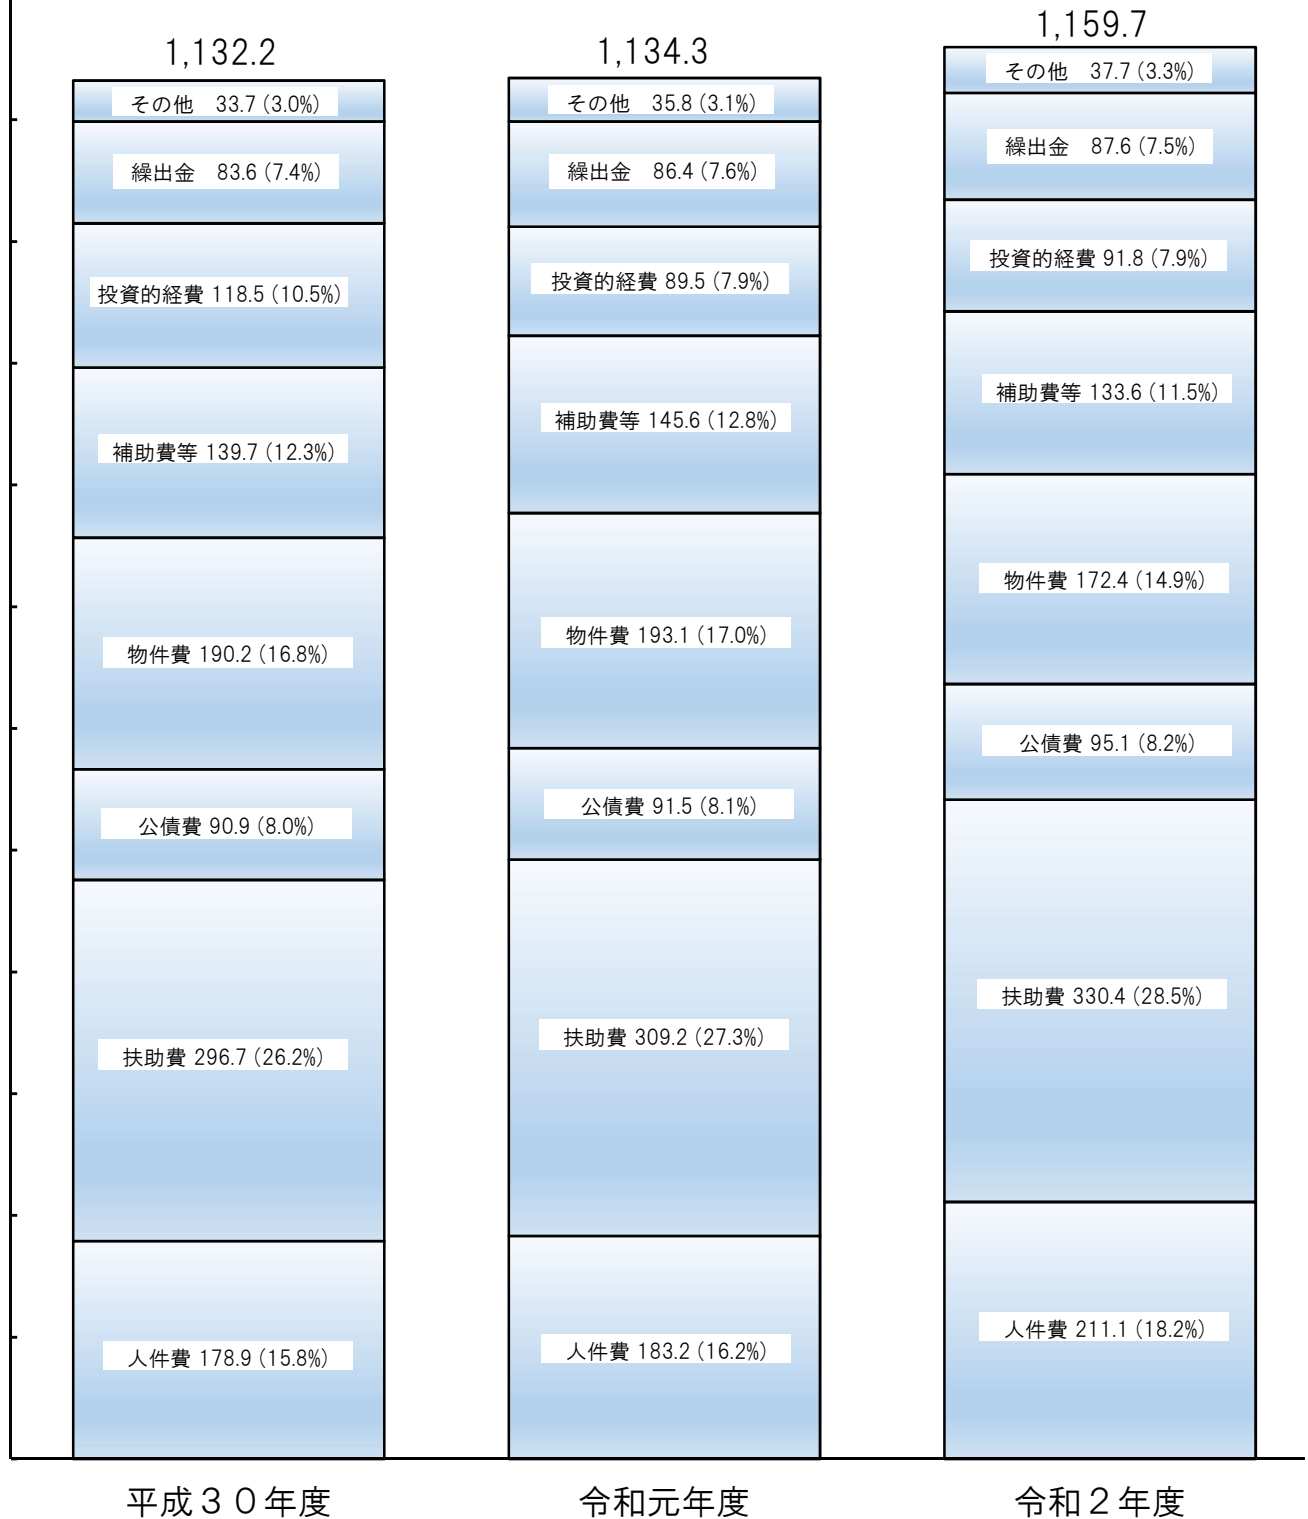 1,132.2
その他　33.7 (3.0%)
繰出金　83.6 (7.4%)
投資的経費 118.5 (10.5%)
補助費等 139.7 (12.3%)
物件費 190.2 (16.8%)
公債費 90.9 (8.0%)
扶助費 296.7 (26.2%)
人件費 178.9 (15.8%)
平成３０年度
1,134.3
その他　35.8 (3.1%)
繰出金　86.4 (7.6%)
投資的経費 89.5 (7.9%)
補助費等 145.6 (12.8%)
物件費 193.1 (17.0%)
公債費 91.5 (8.1%)
扶助費 309.2 (27.3%)
人件費 183.2 (16.2%)
令和元年度
1,159.7
その他　37.7 (3.3%)
繰出金　87.6 (7.5%)
投資的経費 91.8 (7.9%)
補助費等 133.6 (11.5%)
物件費 172.4 (14.9%)
公債費 95.1 (8.2%)
扶助費 330.4 (28.5%)
人件費 211.1 (18.2%)
令和２年度